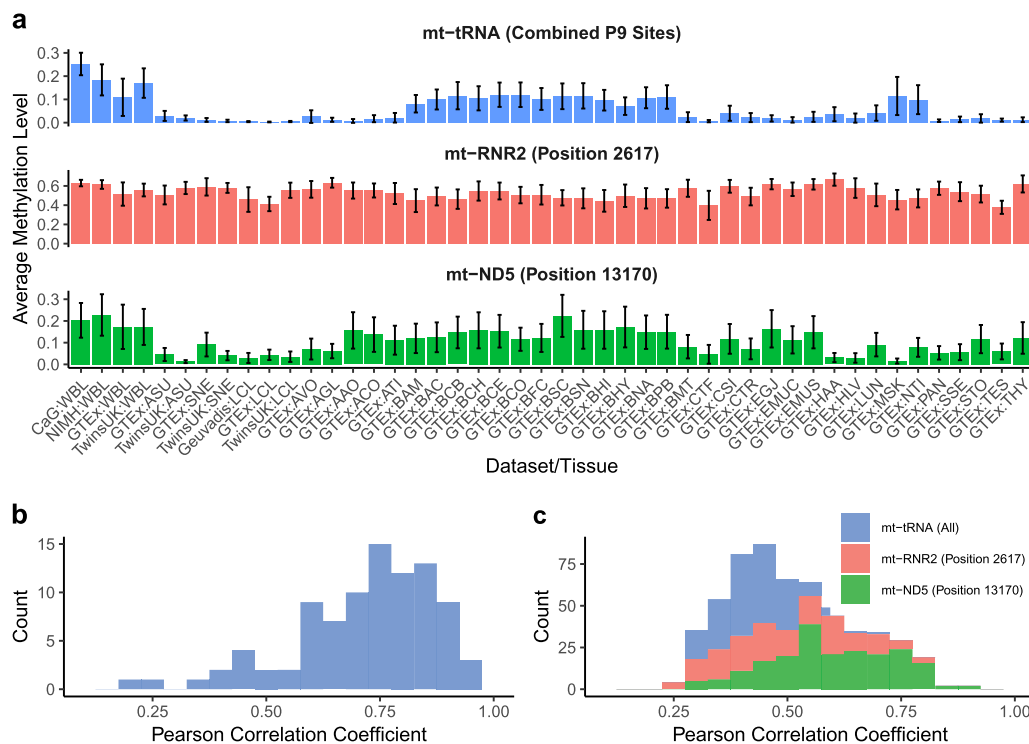 a
mt−tRNA (Combined P9 Sites)
0.3
0.2
0.1
0.0
mt−RNR2 (Position 2617)
0.6
0.4
0.2
0.0
mt−ND5 (Position 13170)
0.3
0.2
0.1
0.0
Average Methylation Level
CaG:WBL
NIMH:WBL
GTEx:WBL
TwinsUK:WBL
GTEx:ASU
TwinsUK:ASU
GTEx:SNE
TwinsUK:SNE
Geuvadis:LCL
GTEx:LCL
TwinsUK:LCL
GTEx:AVO
GTEx:AGL
GTEx:AAO
GTEx:ACO
GTEx:ATI
GTEx:BAM
GTEx:BAC
GTEx:BCB
GTEx:BCH
GTEx:BCE
GTEx:BCO
GTEx:BFC
GTEx:BSC
GTEx:BSN
GTEx:BHI
GTEx:BHY
GTEx:BNA
GTEx:BPB
GTEx:BMT
GTEx:CTF
GTEx:CSI
GTEx:CTR
GTEx:EGJ
GTEx:EMUC
GTEx:EMUS
GTEx:HAA
GTEx:HLV
GTEx:LUN
GTEx:MSK
GTEx:NTI
GTEx:PAN
GTEx:SSE
GTEx:STO
GTEx:TES
GTEx:THY
Dataset/Tissue
b
15
10
5
0
Count
0.25
0.50
0.75
1.00
Pearson Correlation Coefficient
c
mt−tRNA (All)
mt−RNR2 (Position 2617)
mt−ND5 (Position 13170)
75
50
25
0
Count
0.25
0.50
0.75
1.00
Pearson Correlation Coefficient